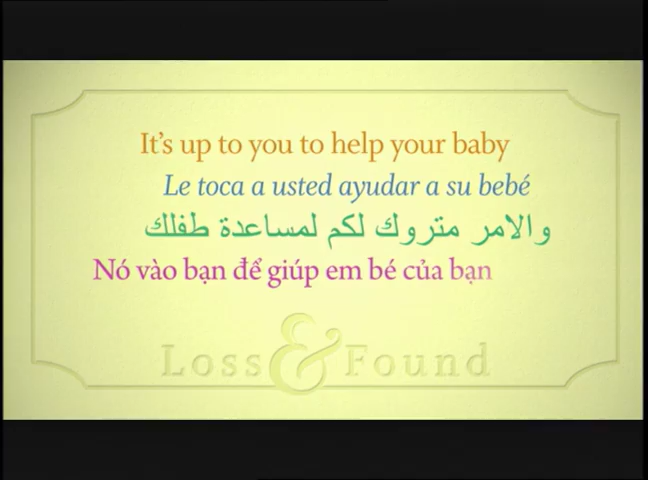 It's up to you to help your baby
Le toca a usted ayudar a su bebé
والامر متروك لكم لمساعدة طفلك
Nó vào bạn để giúp em bé của bạn
Loss & Found